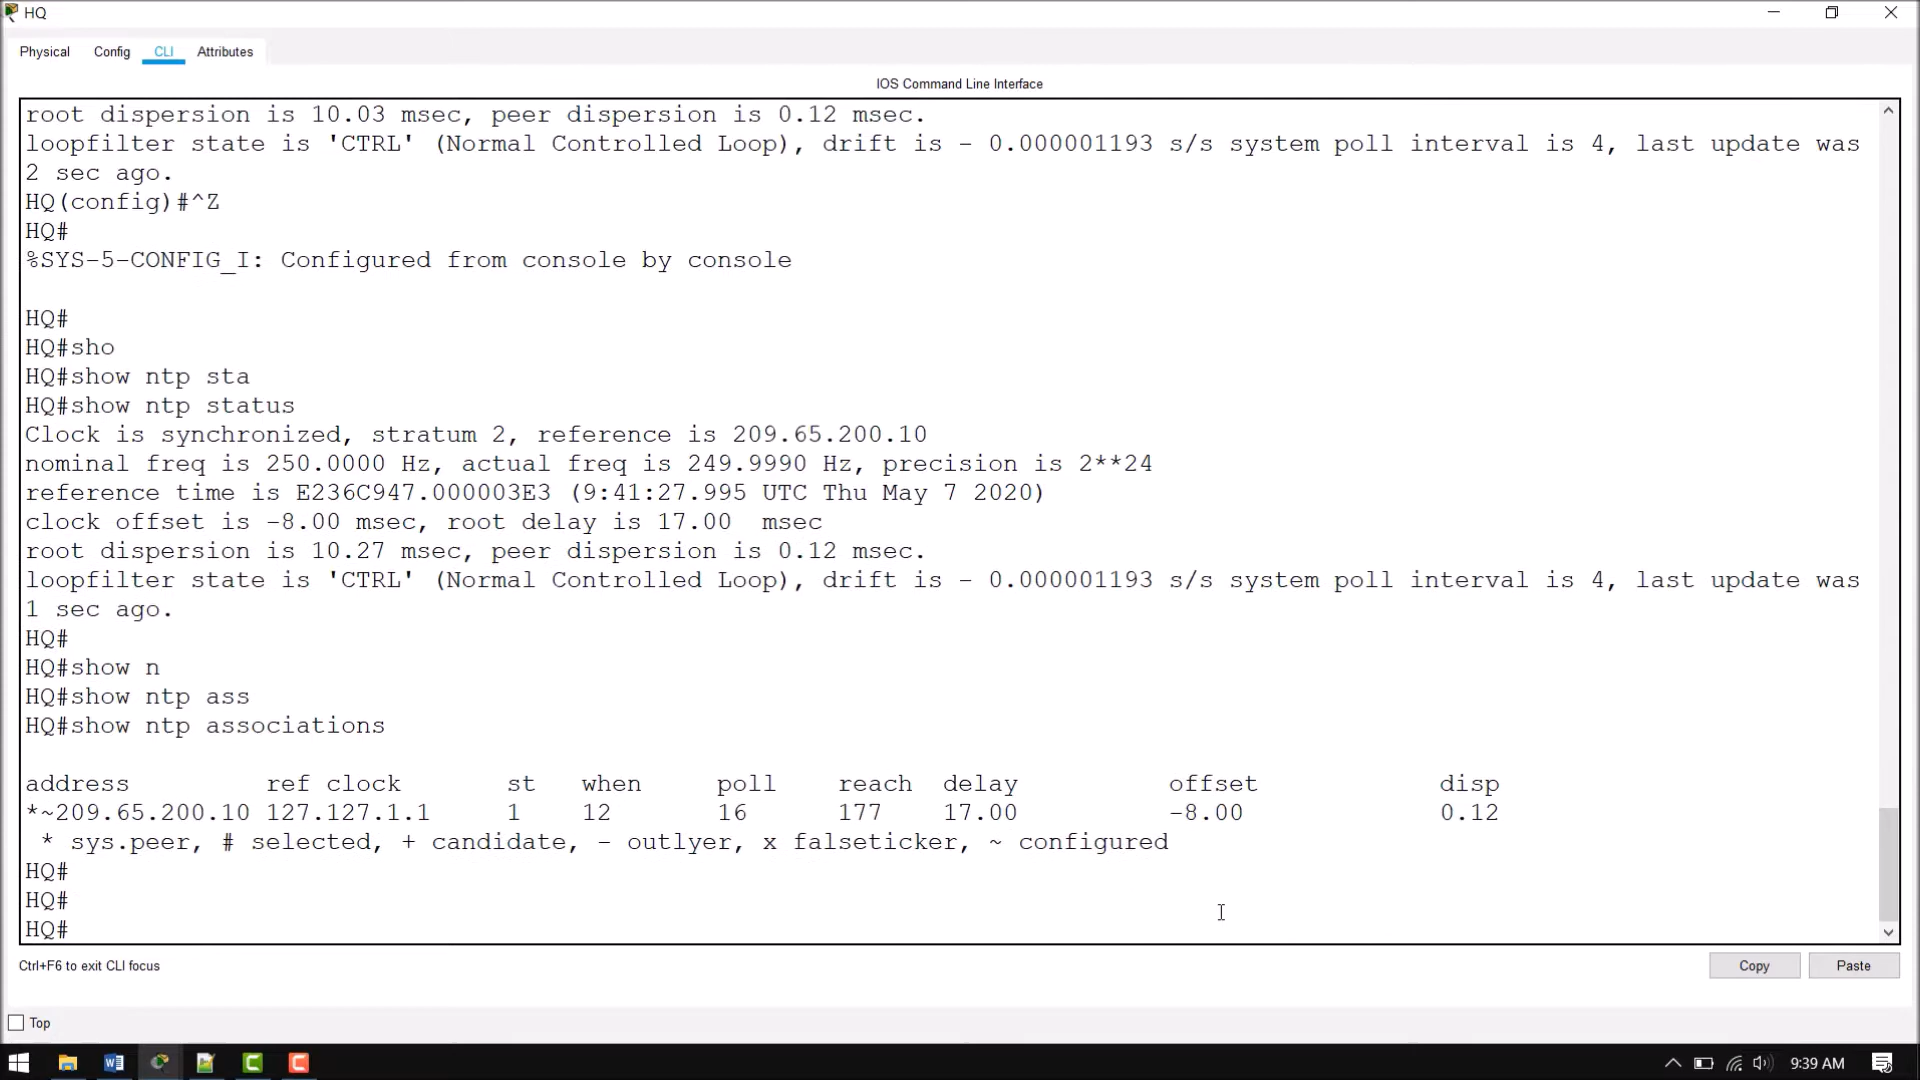 HQ
Physical Config CLI Attributes
IOS Command Line Interface
root dispersion is 10.03 msec, peer dispersion is 0.12 msec.
loopfilter state is 'CTRL' (Normal Controlled Loop), drift is - 0.000001193 s/s system poll interval is 4, last update was
2 sec ago.
HQ(config)#^Z
HQ#
%SYS-5-CONFIG_I: Configured from console by console
HQ#
HQ#sho
HQ#show ntp sta
HQ#show ntp status
Clock is synchronized, stratum 2, reference is 209.65.200.10
nominal freq is 250.0000 Hz, actual freq is 249.9990 Hz, precision is 2**24
reference time is E236C947.000003E3 (9:41:27.995 UTC Thu May 7 2020)
clock offset is -8.00 msec, root delay is 17.00 msec
root dispersion is 10.27 msec, peer dispersion is 0.12 msec.
loopfilter state is 'CTRL' (Normal Controlled Loop), drift is - 0.000001193 s/s system poll interval is 4, last update was
1 sec ago.
HQ#
HQ#show n
HQ#show ntp ass
HQ#show ntp associations
address ref clock st when poll reach delay offset disp
*~209.65.200.10 127.127.1.1 1 12 16 177 17.00 -8.00 0.12
* sys.peer, # selected, + candidate, - outlyer, x falseticker, ~ configured
HQ#
HQ#
HQ#
Ctrl+F6 to exit CLI focus
Copy Paste
Top
9:39 AM